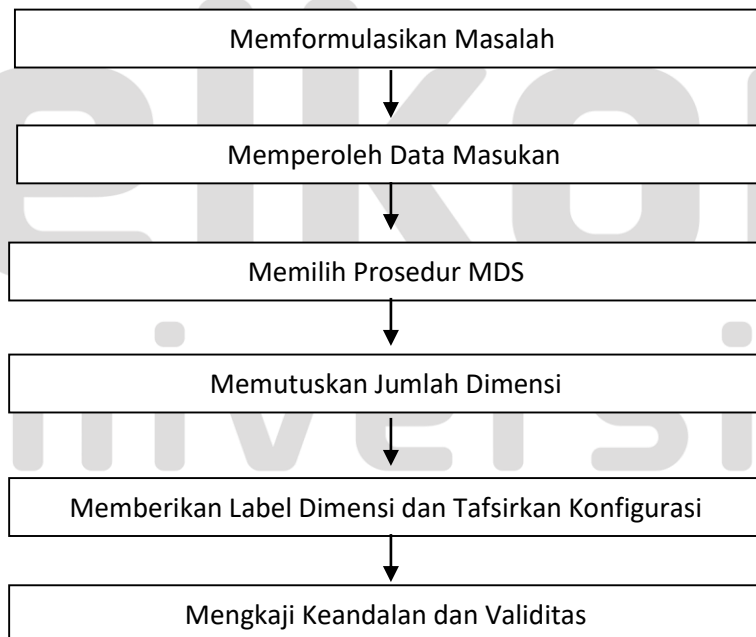 Memformulasikan Masalah
Memperoleh Data Masukan
Memilih Prosedur MDS
Memutuskan Jumlah Dimensi
Memberikan Label Dimensi dan Tafsirkan Konfigurasi
Mengkaji Keandalan dan Validitas